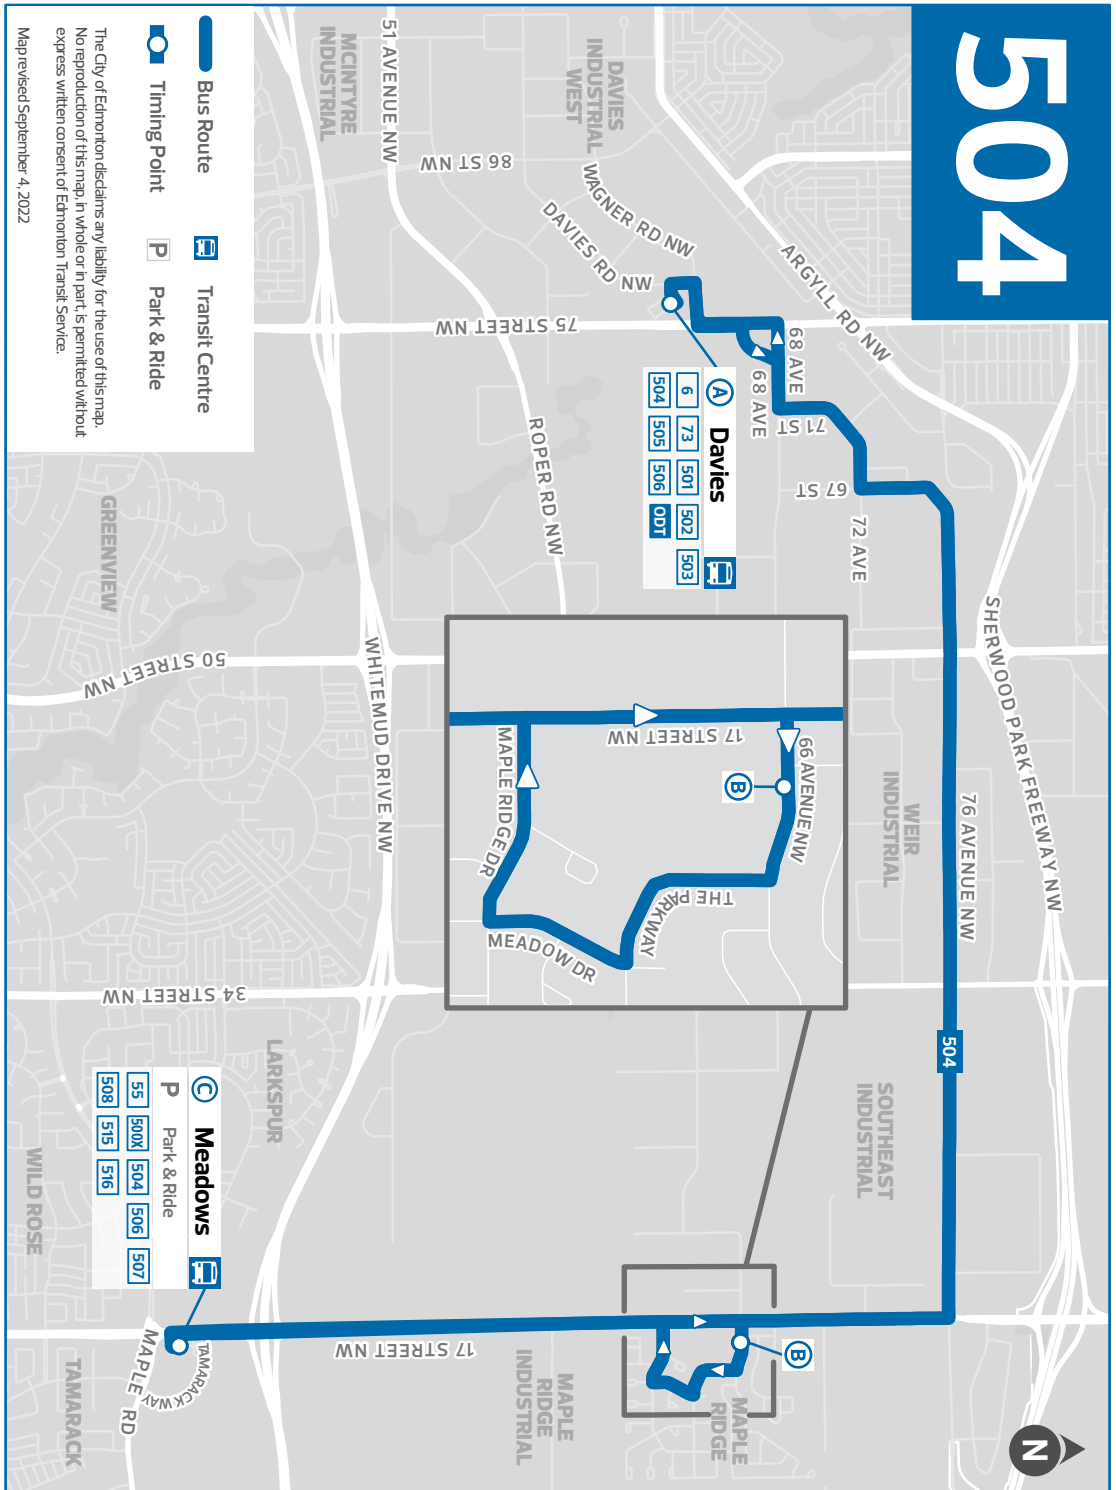 504
Bus Route
Transit Centre
Timing Point
P
Park & Ride
The City of Edmonton disclaims any liability for the use of this map.
No reproduction of this map, in whole or in part, is permitted without
express written consent of Edmonton Transit Service.
Map revised September 4, 2022
MCINTYRE
INDUSTRIAL
51 AVENUE NW
86 ST NW
DAVIES
INDUSTRIAL
WEST
WAGNER RD NW
DAVIES RD NW
ARGYLL RD NW
75 STREET NW
68 AVE
68 AVE
71 ST
67 ST
72 AVE
ROPER RD NW
A Davies
6 73 501 502 503
504 505 506 ODT
SHERWOOD PARK FREEWAY NW
GREENVIEW
50 STREET NW
WHITEMUD DRIVE NW
17 STREET NW
66 AVENUE NW
B
MAPLE RIDGE DR
THE PARKWAY
MEADOW DR
WEIR
INDUSTRIAL
76 AVENUE NW
34 STREET NW
504
SOUTHEAST
INDUSTRIAL
LARKSPUR
WILD ROSE
C Meadows
P Park & Ride
55 500X 504 506 507
508 515 516
17 STREET NW
B
MAPLE
RIDGE
MAPLE
RIDGE
INDUSTRIAL
TAMARACK WAY
MAPLE RD
TAMARACK
N